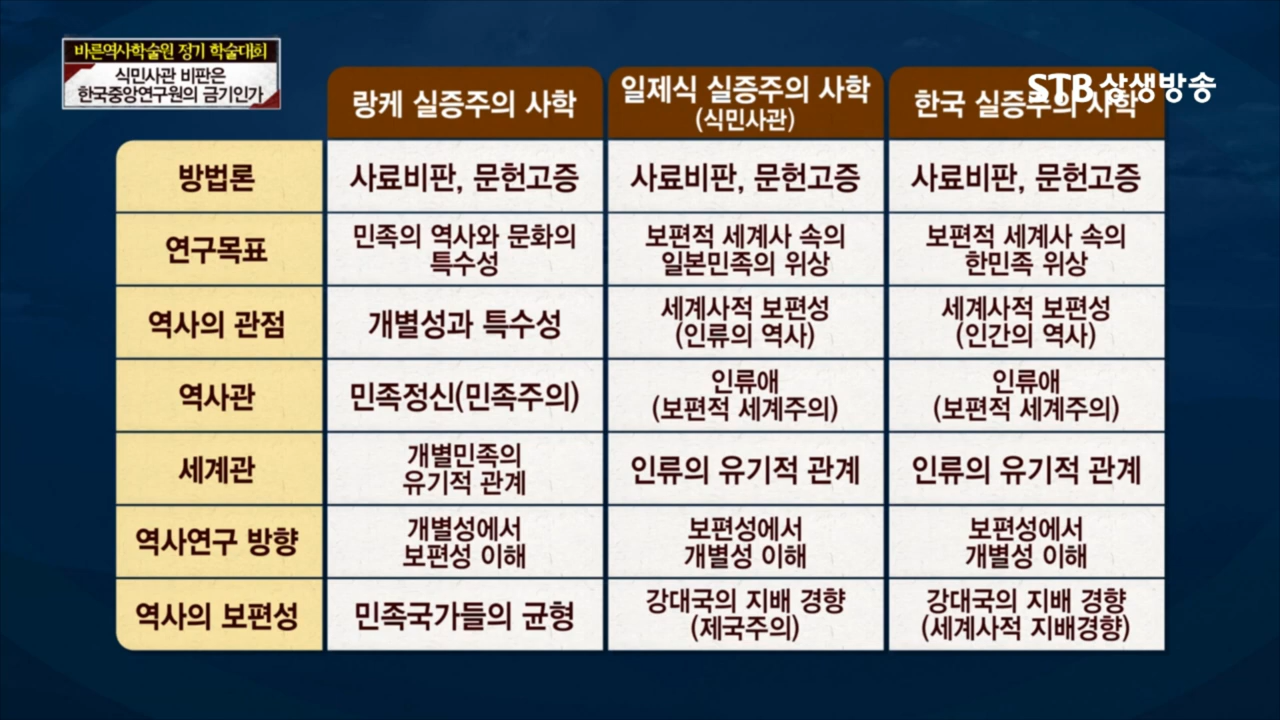 바른역사학술원 정기 학술대회
식민사관 비판은
한국중앙연구원의 금기인가
STB 상생방송
랑케 실증주의 사학
일제식 실증주의 사학
(식민사관)
한국 실증주의 사학
방법론
사료비판, 문헌고증
사료비판, 문헌고증
사료비판, 문헌고증
연구목표
민족의 역사와 문화의
특수성
보편적 세계사 속의
일본민족의 위상
보편적 세계사 속의
한민족 위상
역사의 관점
개별성과 특수성
세계사적 보편성
(인류의 역사)
세계사적 보편성
(인간의 역사)
역사관
민족정신(민족주의)
인류애
(보편적 세계주의)
인류애
(보편적 세계주의)
세계관
개별민족의
유기적 관계
인류의 유기적 관계
인류의 유기적 관계
역사연구 방향
개별성에서
보편성 이해
보편성에서
개별성 이해
보편성에서
개별성 이해
역사의 보편성
민족국가들의 균형
강대국의 지배 경향
(제국주의)
강대국의 지배 경향
(세계사적 지배경향)